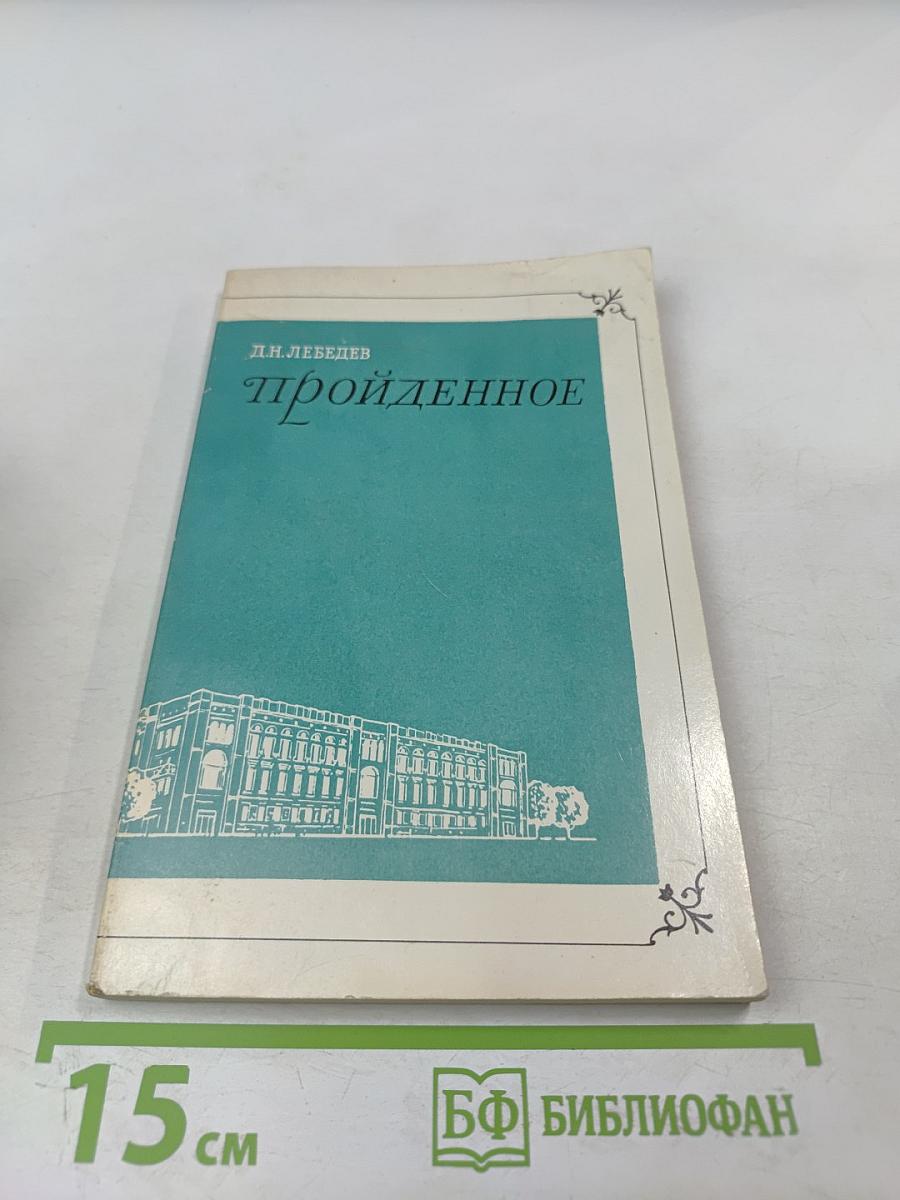 Д.Н. ЛЕБЕДЕВ
ПРОЙДЕННОЕ
15 см
БФ БИБЛИОФАН